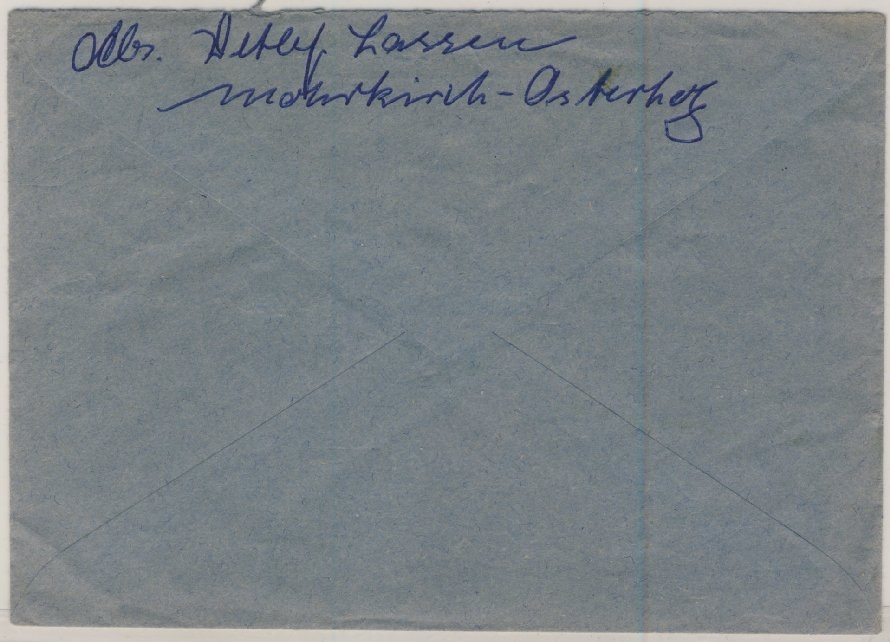 Abs. Detlef Lassen
Mohrkirch-Osterholz